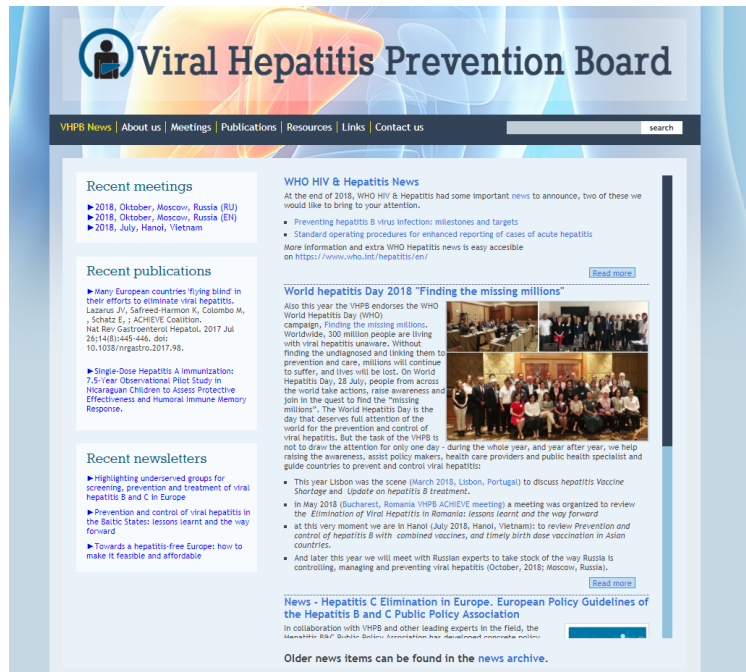 Viral Hepatitis Prevention Board
VHPB News | About us | Meetings | Publications | Resources | Links | Contact us
search
Recent meetings
►2018, Oktober, Moscow, Russia (RU)
►2018, Oktober, Moscow, Russia (EN)
►2018, July, Hanoi, Vietnam
Recent publications
►Many European countries 'flying blind' in
their efforts to eliminate viral hepatitis.
Lazarus JV, Safreed-Harmon K, Colombo M,
, Schatz E, ; ACHIEVE Coalition.
Nat Rev Gastroenterol Hepatol. 2017 Jul
26;14(8):445-446. doi:
10.1038/nrgastro.2017.98.
►Single-Dose Hepatitis A Immunization:
7.5-Year Observational Pilot Study in
Nicaraguan Children to Assess Protective
Effectiveness and Humoral Immune Memory
Response.
Recent newsletters
►Highlighting underserved groups for
screening, prevention and treatment of viral
hepatitis B and C in Europe
►Prevention and control of viral hepatitis in
the Baltic States: lessons learnt and the way
forward
►Towards a hepatitis-free Europe: how to
make it feasible and affordable
WHO HIV & Hepatitis News
At the end of 2018, WHO HIV & Hepatitis had some important news to announce, two of these we
would like to bring to your attention.
▪ Preventing hepatitis B virus infection: milestones and targets
▪ Standard operating procedures for enhanced reporting of cases of acute hepatitis
More information and extra WHO Hepatitis news is easy accesible
on https://www.who.int/hepatitis/en/
Read more
World hepatitis Day 2018 "Finding the missing millions"
Also this year the VHPB endorses the WHO
World Hepatitis Day (WHO)
campaign, Finding the missing millions.
Worldwide, 300 million people are living
with viral hepatitis unaware. Without
finding the undiagnosed and linking them to
prevention and care, millions will continue
to suffer, and lives will be lost. On World
Hepatitis Day, 28 July, people from across
the world take actions, raise awareness and
join in the quest to find the “missing
millions”. The World Hepatitis Day is the
day that deserves full attention of the
world for the prevention and control of
viral hepatitis. But the task of the VHPB is
not to draw the attention for only one day - during the whole year, and year after year, we help
raising the awareness, assist policy makers, health care providers and public health specialist and
guide countries to prevent and control viral hepatitis:
▪ This year Lisbon was the scene (March 2018, Lisbon, Portugal) to discuss hepatitis Vaccine
Shortage and Update on hepatitis B treatment.
▪ in May 2018 (Bucharest, Romania VHPB ACHIEVE meeting) a meeting was organized to review
the Elimination of Viral Hepatitis in Romania: lessons learnt and the way forward
▪ at this very moment we are in Hanoi (July 2018, Hanoi, Vietnam): to review Prevention and
control of hepatitis B with combined vaccines, and timely birth dose vaccination in Asian
countries.
▪ And later this year we will meet with Russian experts to take stock of the way Russia is
controlling, managing and preventing viral hepatitis (October, 2018; Moscow, Russia).
Read more
News - Hepatitis C Elimination in Europe. European Policy Guidelines of
the Hepatitis B and C Public Policy Association
In collaboration with VHPB and other leading experts in the field, the
Hepatitis B&C Public Policy Association has developed concrete policy
Older news items can be found in the news archive.